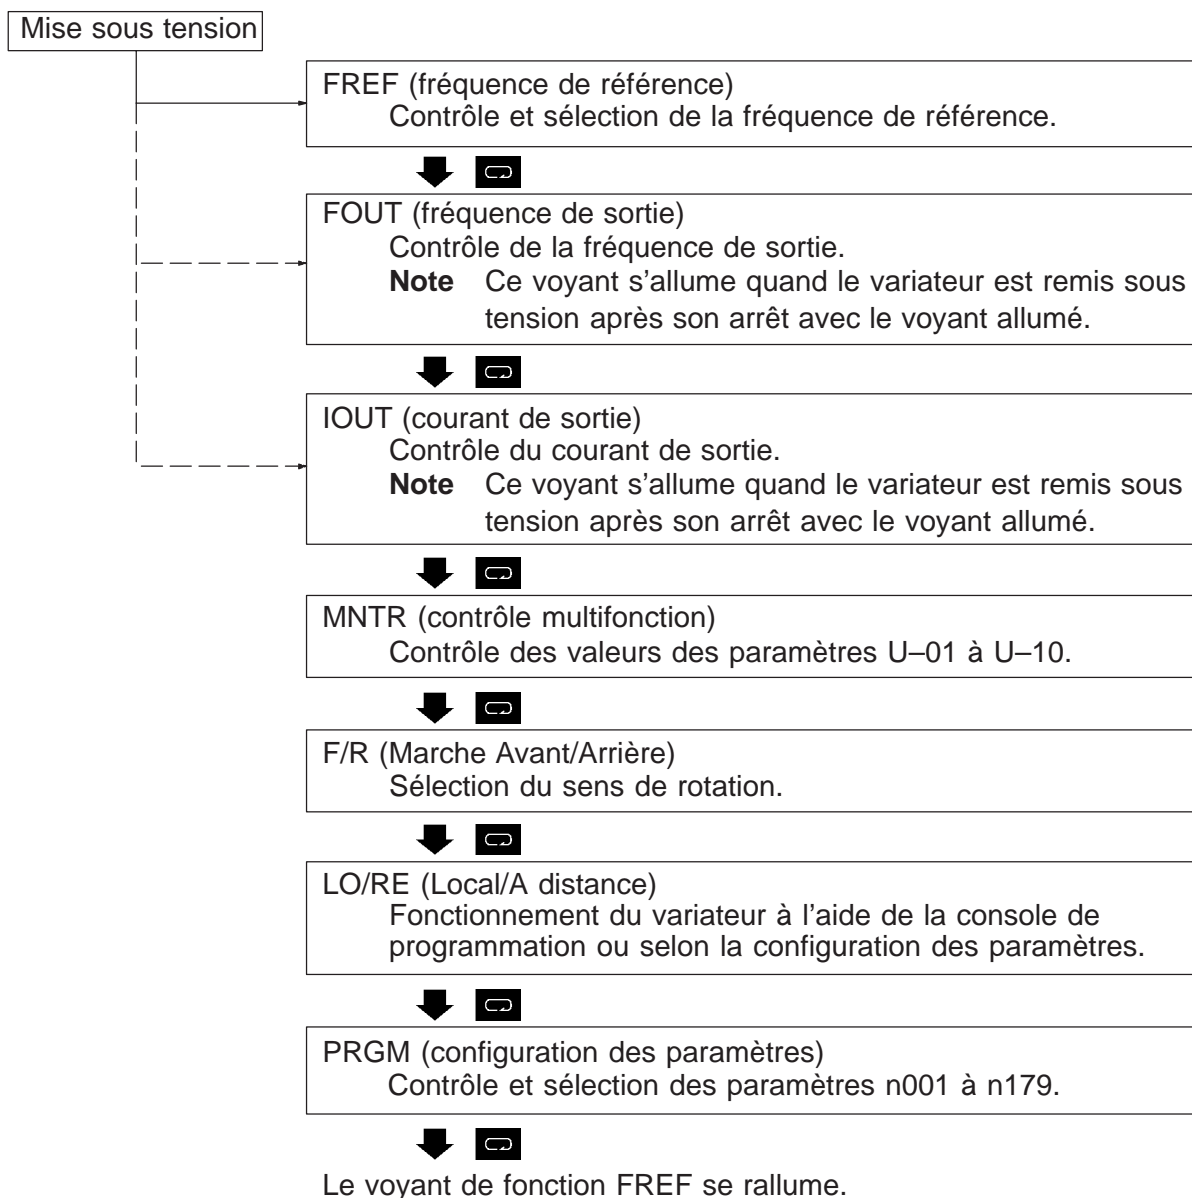 Mise sous tension
FREF (fréquence de référence)
Contrôle et sélection de la fréquence de référence.
FOUT (fréquence de sortie)
Contrôle de la fréquence de sortie.
Note Ce voyant s'allume quand le variateur est remis sous
tension après son arrêt avec le voyant allumé.
IOUT (courant de sortie)
Contrôle du courant de sortie.
Note Ce voyant s'allume quand le variateur est remis sous
tension après son arrêt avec le voyant allumé.
MNTR (contrôle multifonction)
Contrôle des valeurs des paramètres U–01 à U–10.
F/R (Marche Avant/Arrière)
Sélection du sens de rotation.
LO/RE (Local/A distance)
Fonctionnement du variateur à l'aide de la console de
programmation ou selon la configuration des paramètres.
PRGM (configuration des paramètres)
Contrôle et sélection des paramètres n001 à n179.
Le voyant de fonction FREF se rallume.